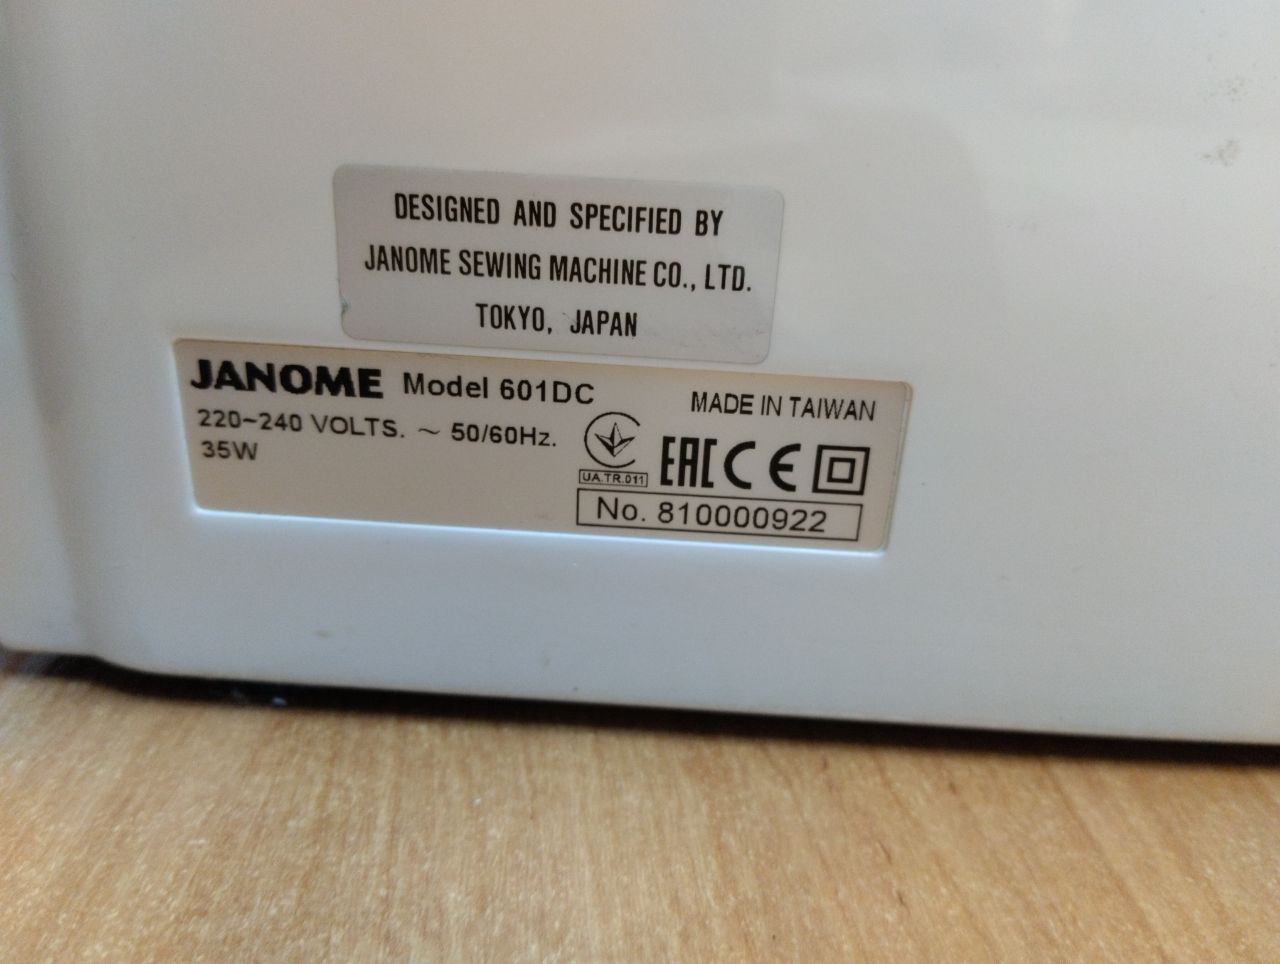 DESIGNED AND SPECIFIED BY
JANOME SEWING MACHINE CO., LTD.
TOKYO, JAPAN
JANOME Model 601DC MADE IN TAIWAN
220~240 VOLTS. ~ 50/60Hz.
35W
UA.TR.011
EAC CE
No. 810000922